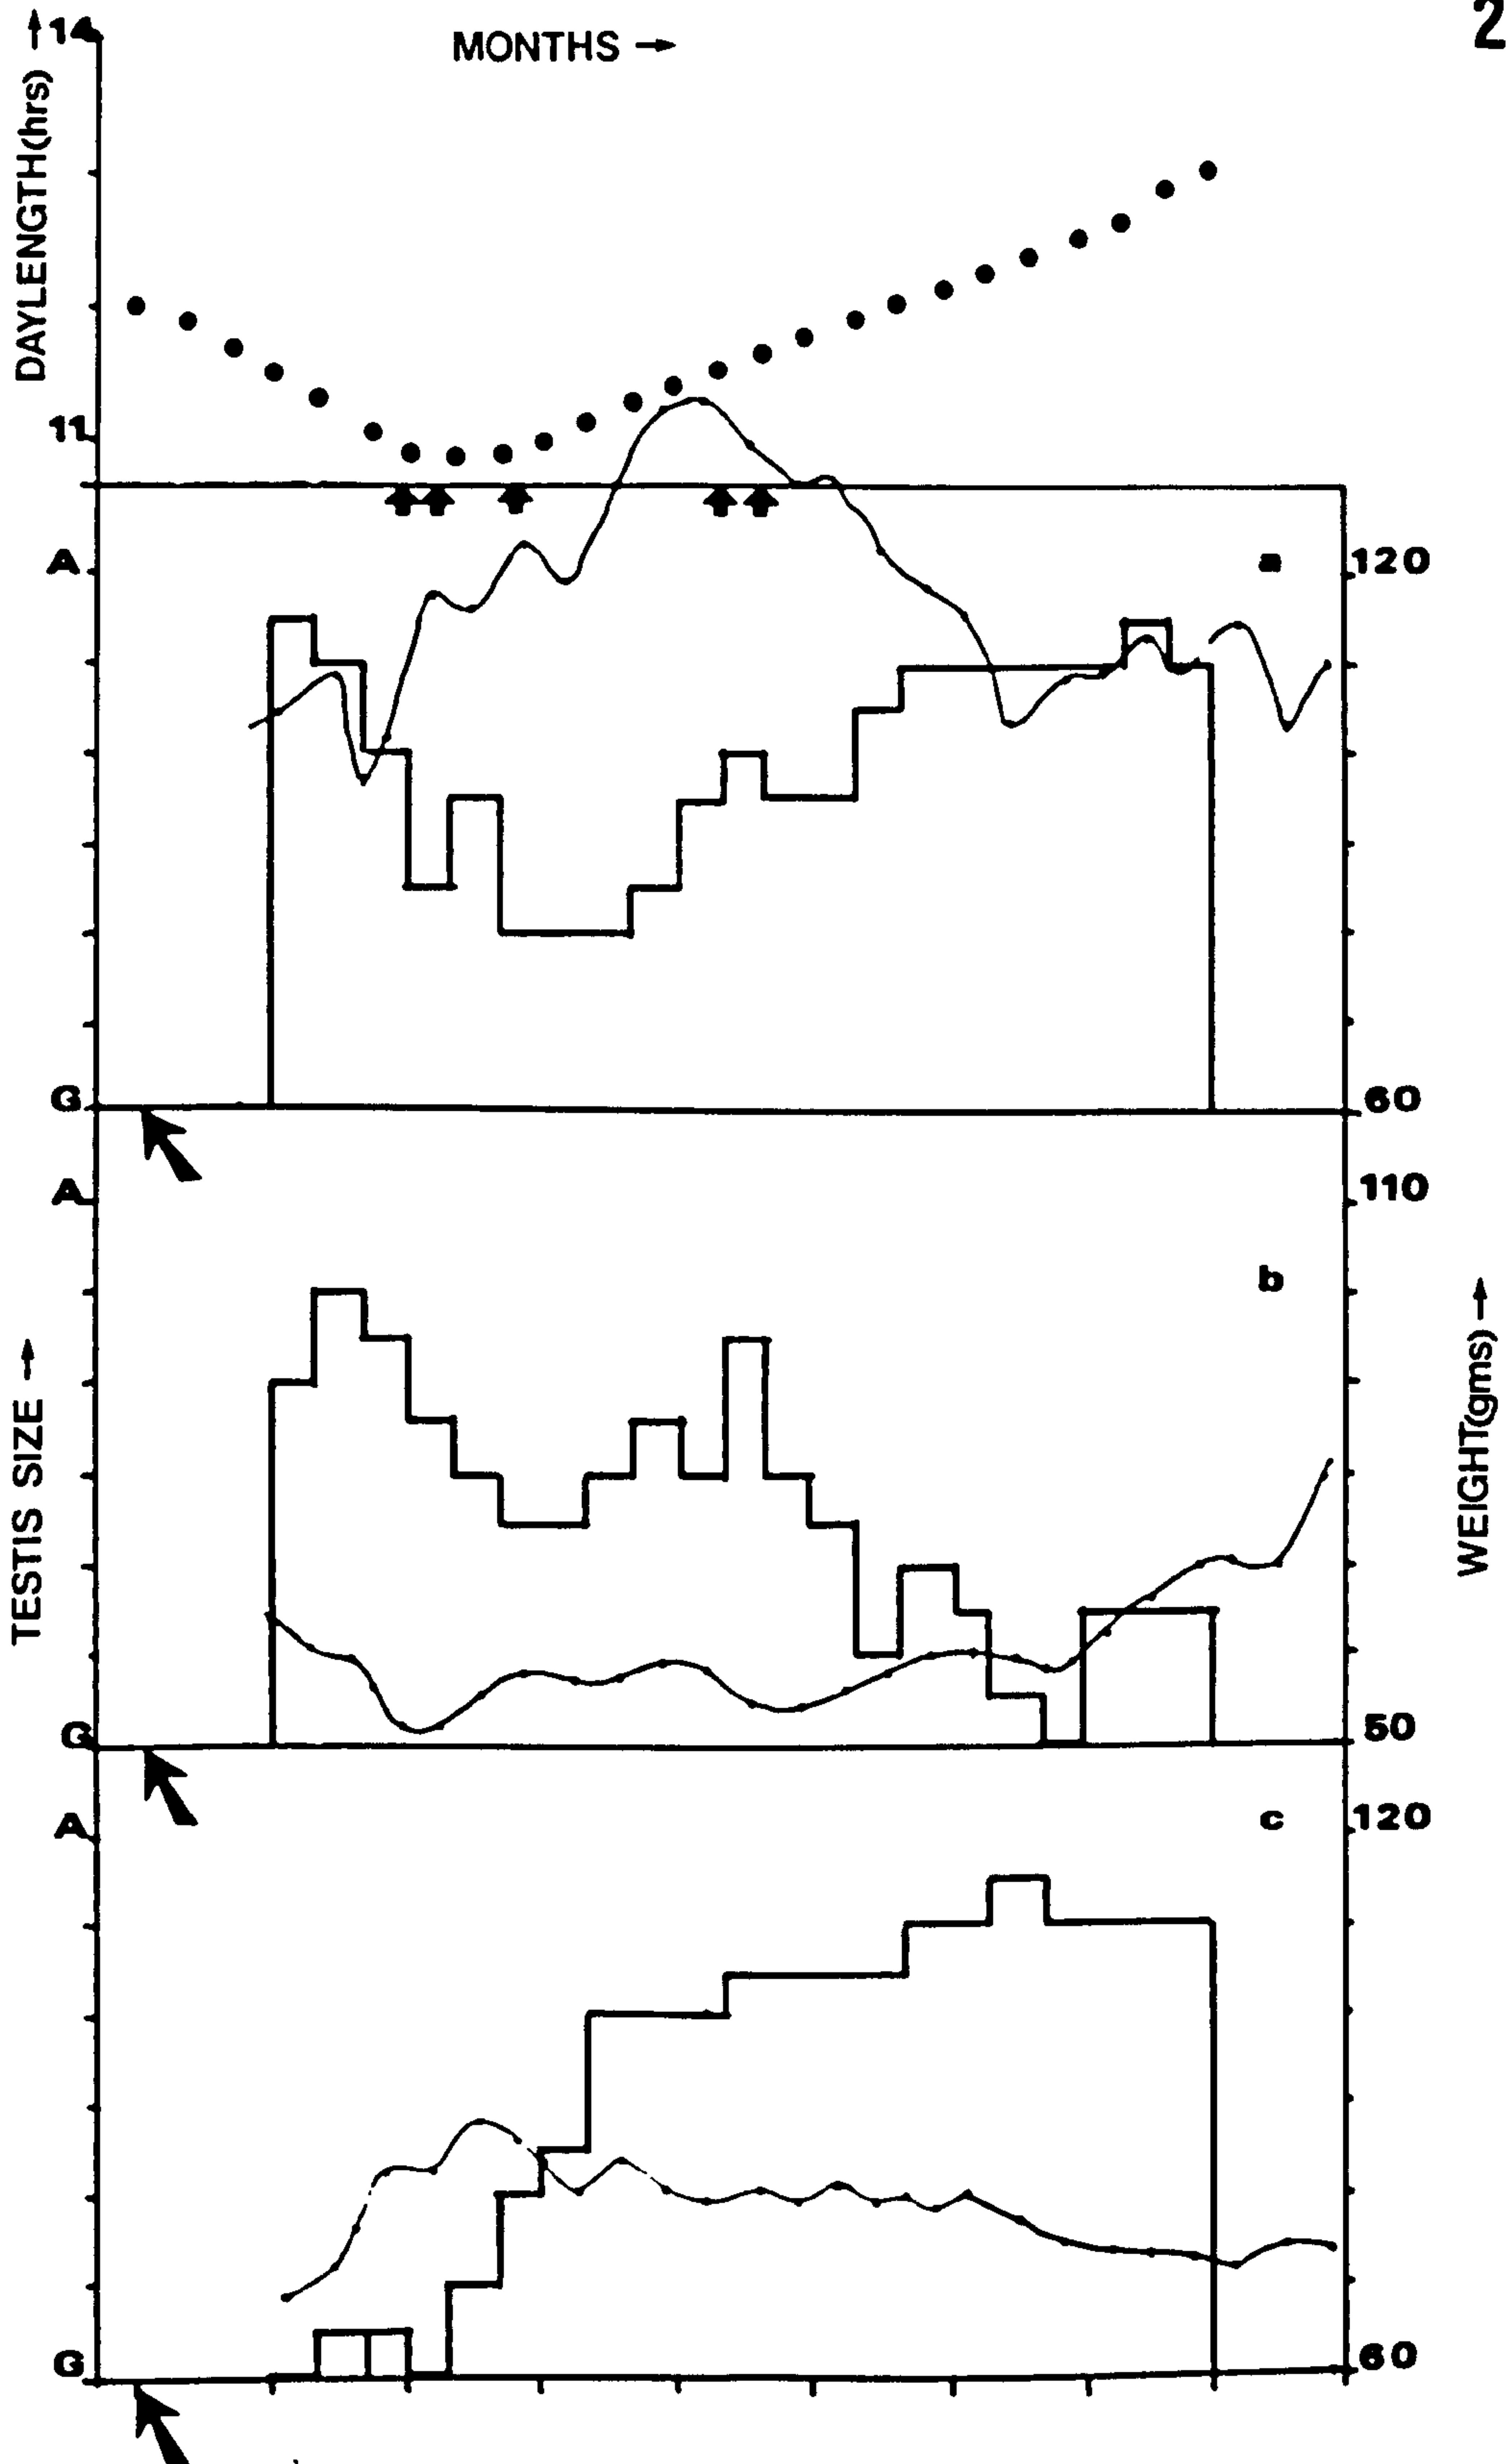 2
MONTHS →
DAYLENGTH(hrs) →
14
11
A
a
120
G
60
A
110
b
TESTIS SIZE →
WEIGHT(gms) →
G
50
A
c
120
G
60